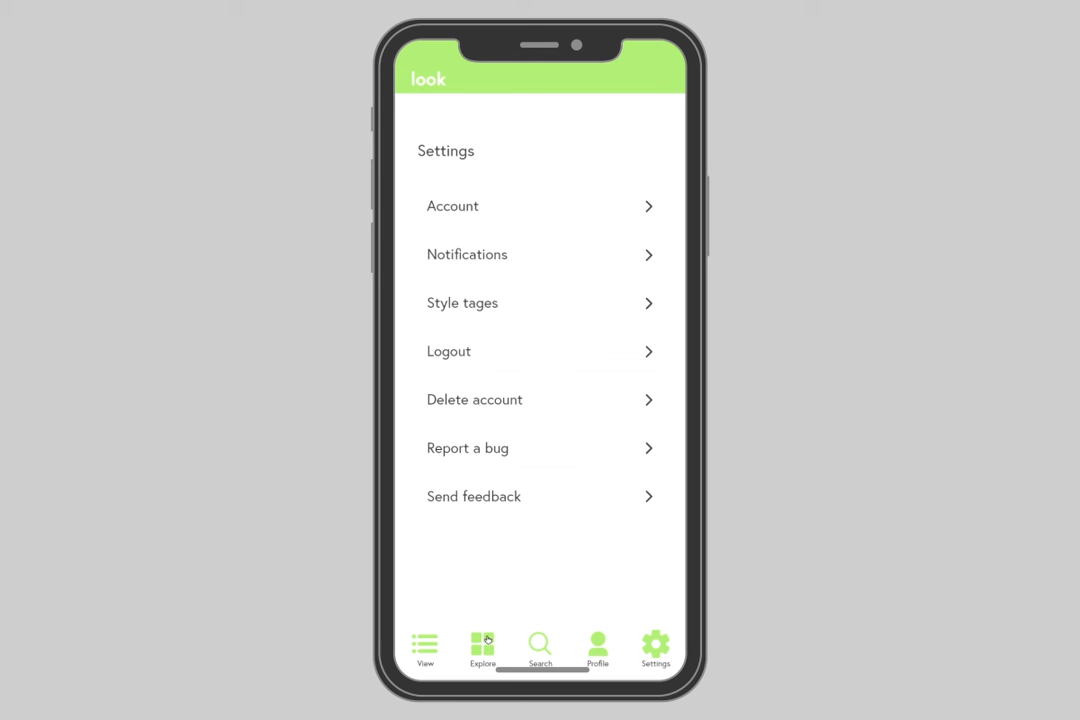 look
Settings
Account
Notifications
Style tages
Logout
Delete account
Report a bug
Send feedback
View
Explore
Search
Profile
Settings